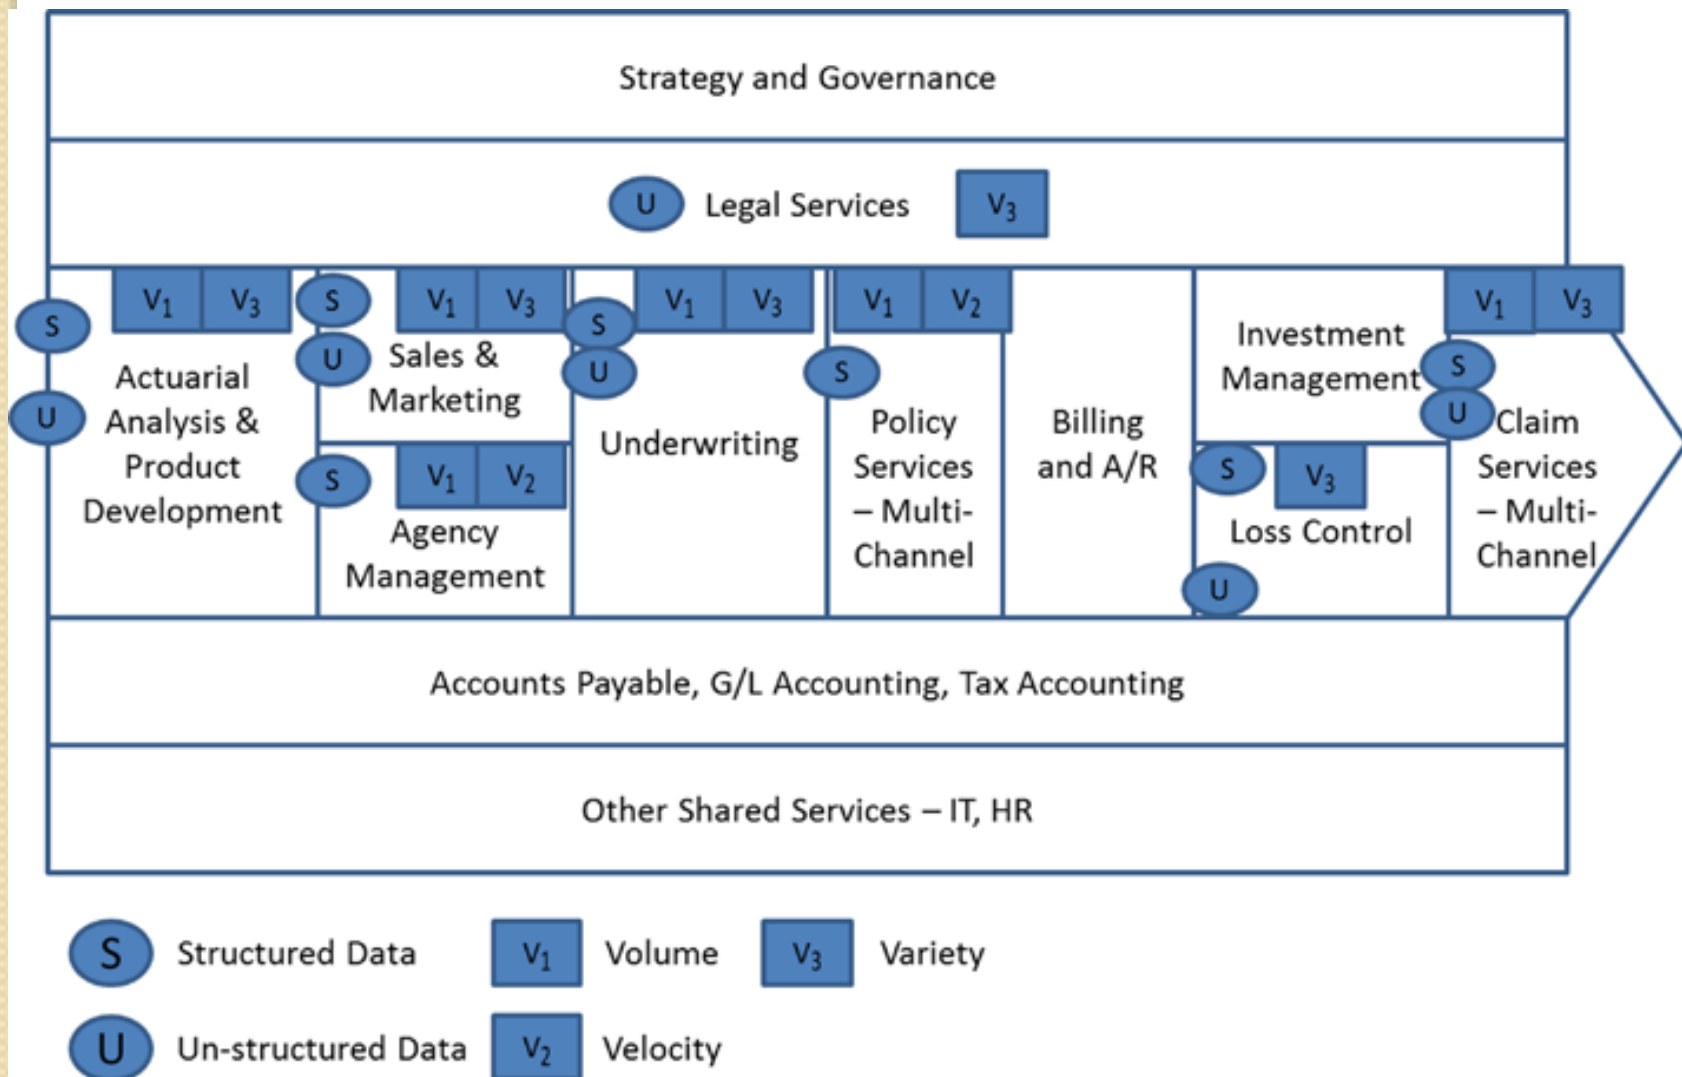 Strategy and Governance
U Legal Services V₃
S
U
V₁ V₃
Actuarial
Analysis &
Product
Development
S
U
V₁ V₃
Sales &
Marketing
S
V₁ V₂
Agency
Management
S
U
V₁ V₃
Underwriting
S
V₁ V₂
Policy
Services
– Multi-
Channel
Billing
and A/R
Investment
Management
S
V₃
Loss Control
U
V₁ V₃
S
U
Claim
Services
– Multi-
Channel
Accounts Payable, G/L Accounting, Tax Accounting
Other Shared Services – IT, HR
S Structured Data V₁ Volume V₃ Variety
U Un-structured Data V₂ Velocity